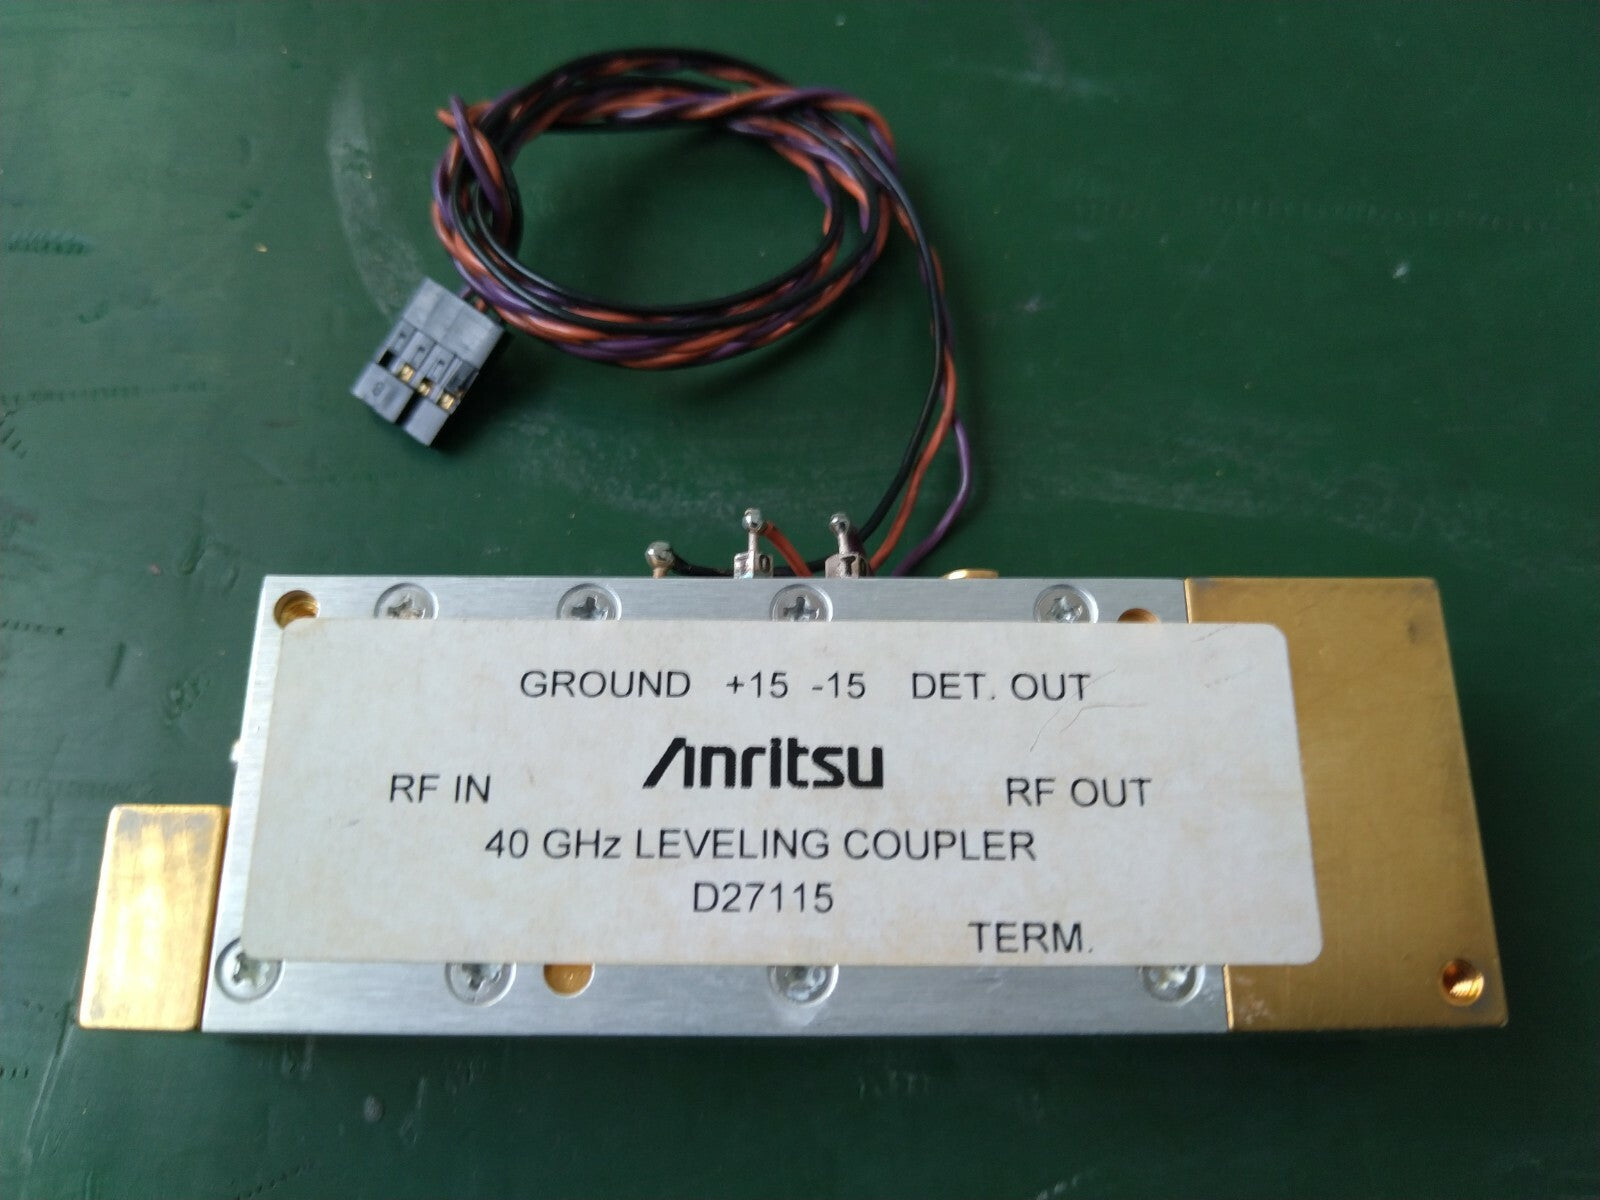 GROUND +15 -15 DET. OUT
Anritsu
RF IN RF OUT
40 GHz LEVELING COUPLER
D27115
TERM.